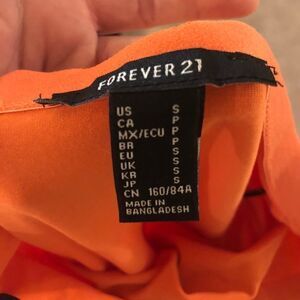 FOREVER 21
US S
CA P
MX/ECU P
BR P
EU S
UK S
KR S
JP S
CN 160/84A
MADE IN
BANGLADESH